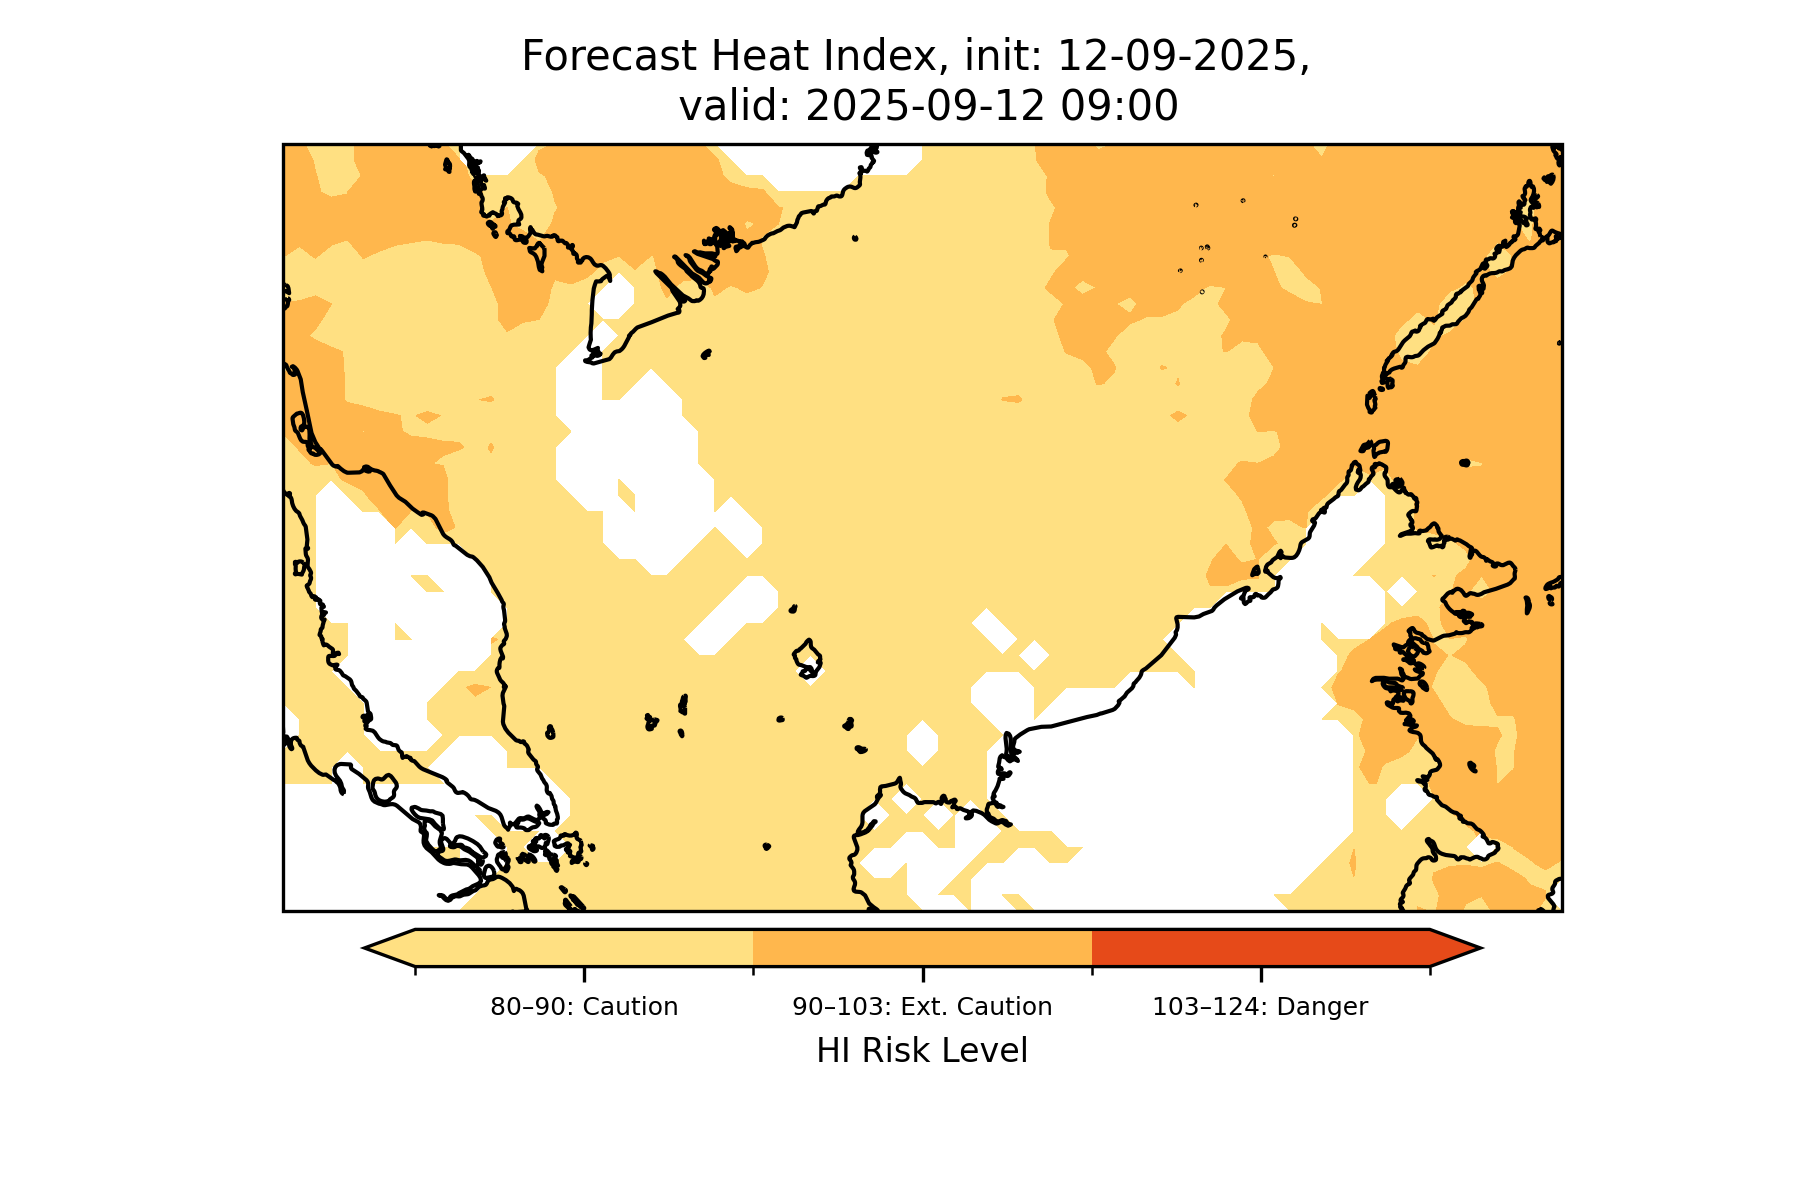 Forecast Heat Index, init: 12-09-2025,
valid: 2025-09-12 09:00
80–90: Caution
90–103: Ext. Caution
103–124: Danger
HI Risk Level